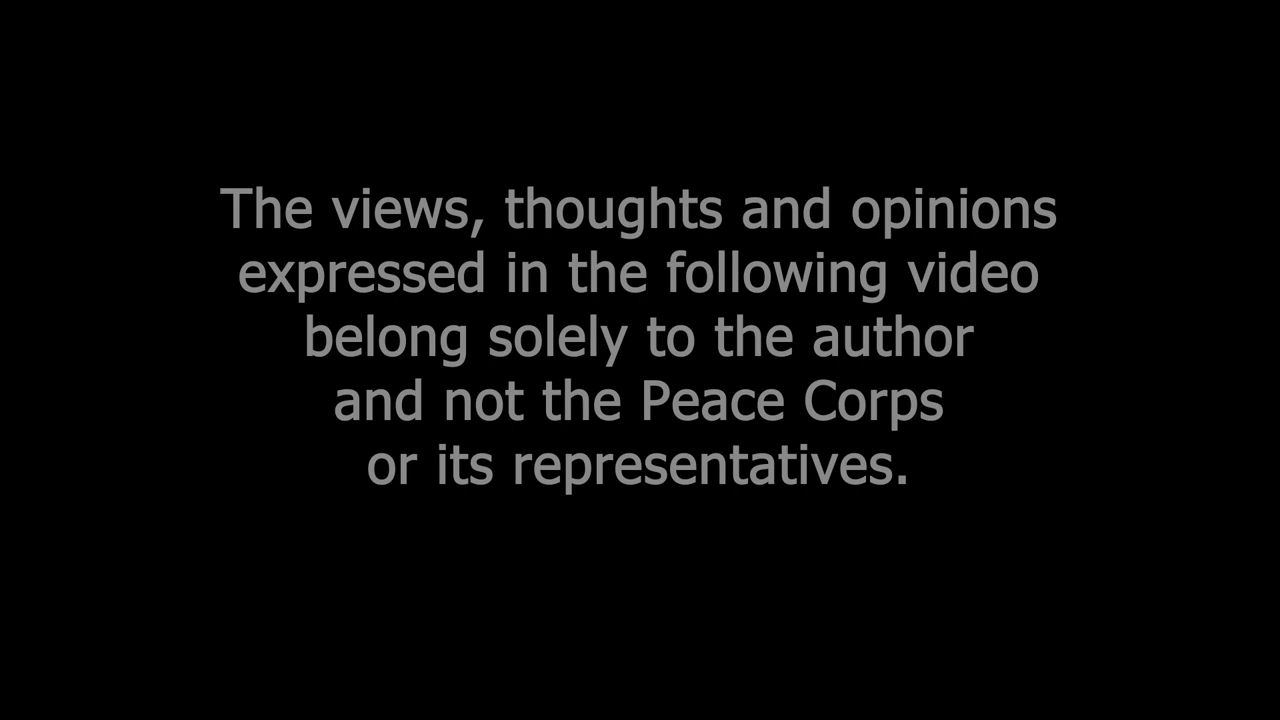 The views, thoughts and opinions
expressed in the following video
belong solely to the author
and not the Peace Corps
or its representatives.